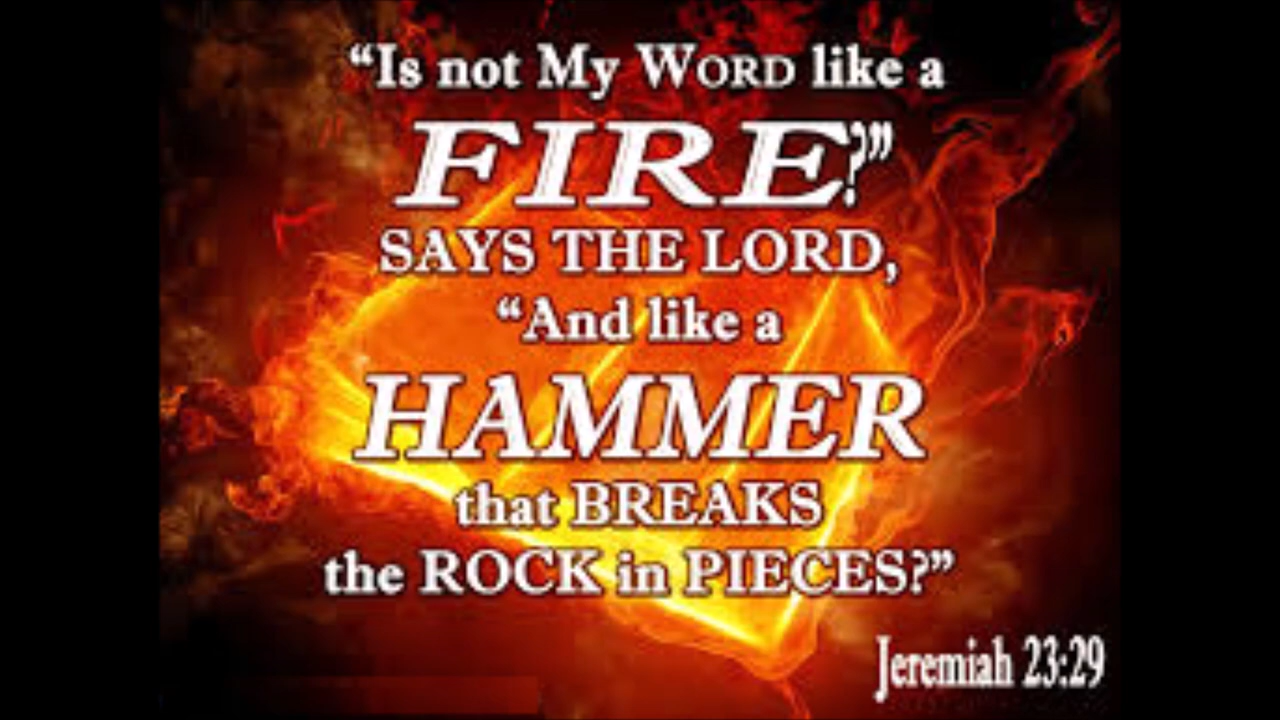 “Is not My WORD like a
FIRE?”
SAYS THE LORD,
“And like a
HAMMER
that BREAKS
the ROCK in PIECES?”
Jeremiah 23:29